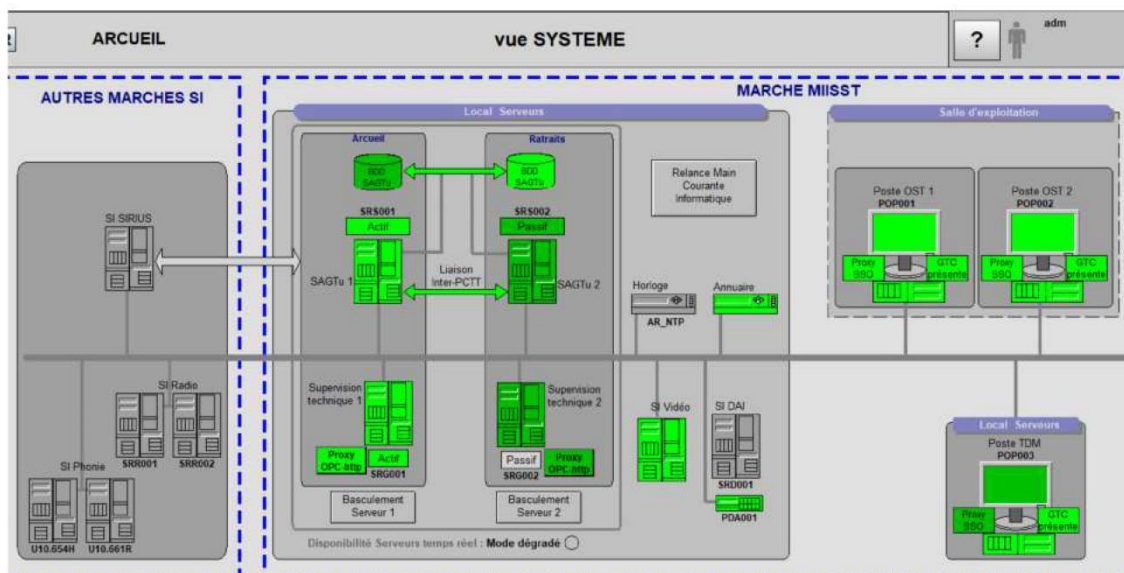 R
ARCUEIL
vue SYSTEME
?
adm
AUTRES MARCHES SI
MARCHE MIISST
Local Serveurs
Salle d'exploitation
Arcueil
Ratraits
BDD
SAGTu
BDD
SAGTu
Relance Main
Courante
Informatique
SRS001
SRS002
Actif
Passif
SI SIRIUS
SAGTu 1
Liaison
Inter-PCTT
SAGTu 2
Poste OST 1
POP001
Poste OST 2
POP002
Proxy
SSO
GTC
présente
Proxy
SSO
GTC
présente
Horloge
AR_NTP
Annuaire
SI Radio
SRR001
SRR002
SI Phonie
U10.654H
U10.661R
Supervision
technique 1
Supervision
technique 2
Proxy
OPC-http
Actif
SRG001
Passif
SRG002
Proxy
OPC-http
SI Vidéo
SI DAI
SRD001
PDA001
Basculement
Serveur 1
Basculement
Serveur 2
Disponibilité Serveurs temps réel : Mode dégradé
Local Serveurs
Poste TDM
POP003
Proxy
SSO
GTC
présente